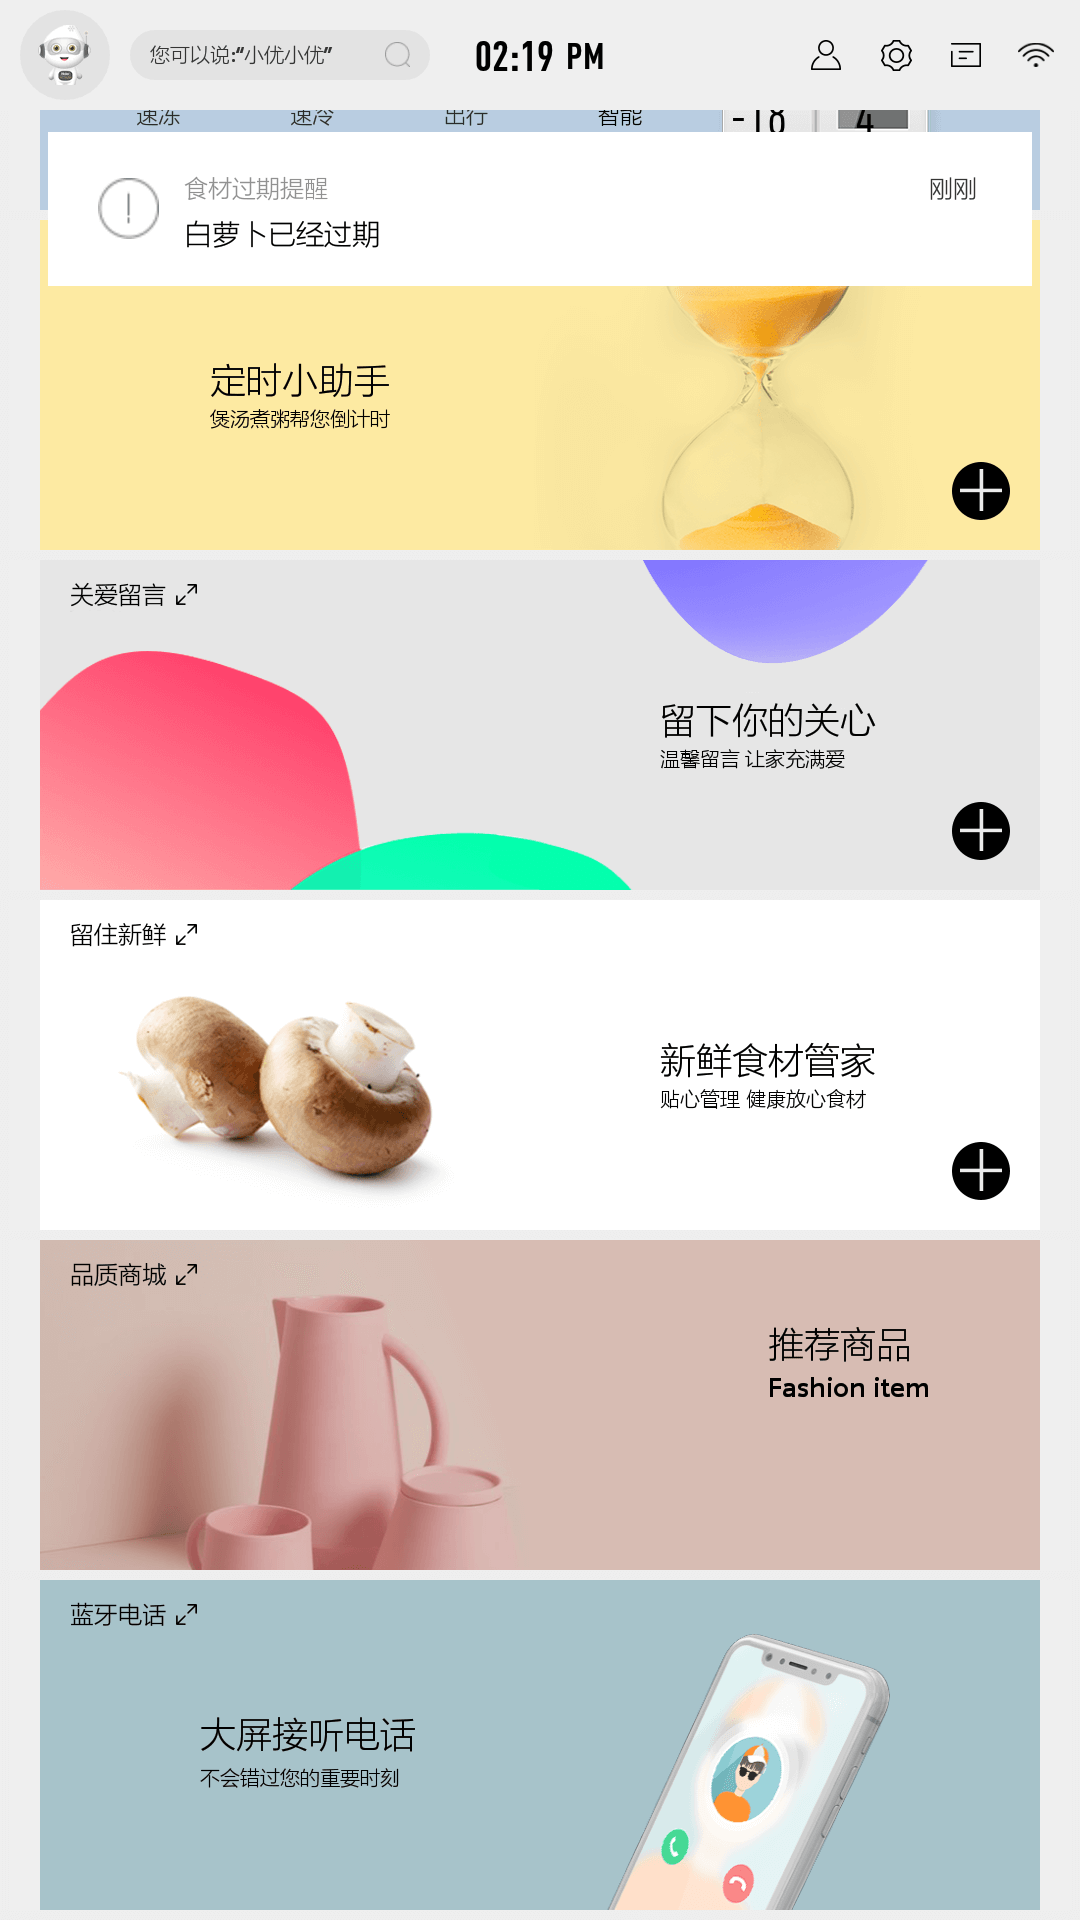 您可以说:“小优小优”
02:19 PM
速冻
速冷
出行
智能
-18
4
食材过期提醒
刚刚
白萝卜已经过期
定时小助手
煲汤煮粥帮您倒计时
关爱留言
留下你的关心
温馨留言 让家充满爱
留住新鲜
新鲜食材管家
贴心管理 健康放心食材
品质商城
推荐商品
Fashion item
蓝牙电话
大屏接听电话
不会错过您的重要时刻